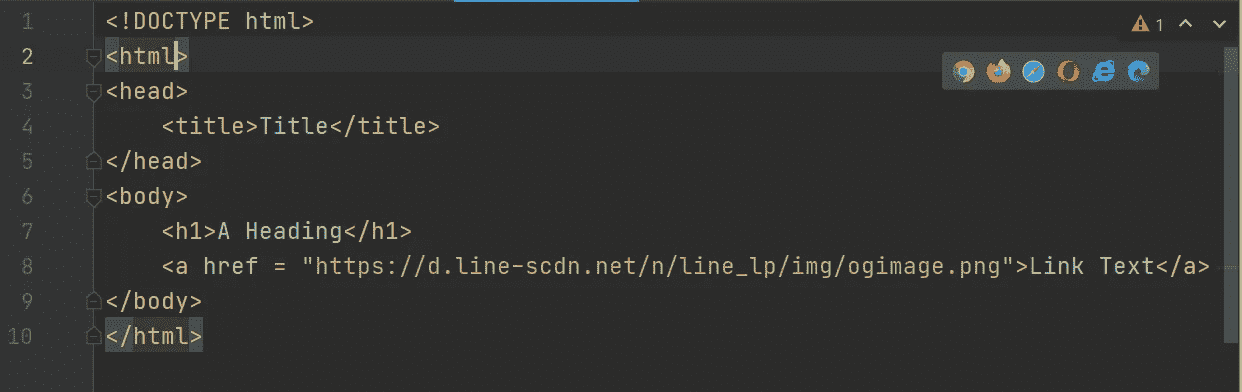 1 <!DOCTYPE html>
2 <html>
3 <head>
4     <title>Title</title>
5 </head>
6 <body>
7     <h1>A Heading</h1>
8     <a href = "https://d.line-scdn.net/n/line_lp/img/ogimage.png">Link Text</a>
9 </body>
10 </html>
1